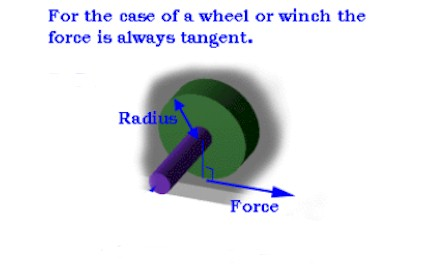 For the case of a wheel or winch the
force is always tangent.
Radius
Force